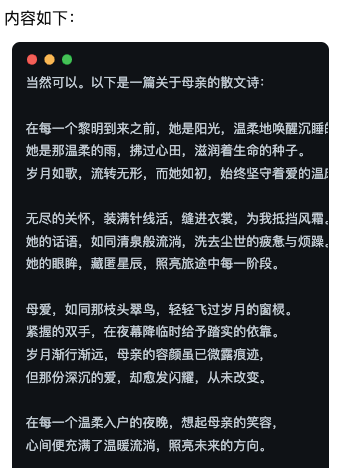 内容如下：
当然可以。以下是一篇关于母亲的散文诗：
在每一个黎明到来之前，她是阳光，温柔地唤醒沉睡的
她是那温柔的雨，拂过心田，滋润着生命的种子。
岁月如歌，流转无形，而她如初，始终坚守着爱的温床
无尽的关怀，装满针线活，缝进衣裳，为我抵挡风霜。
她的话语，如同清泉般流淌，洗去尘世的疲惫与烦躁。
她的眼眸，藏匿星辰，照亮旅途中每一阶段。
母爱，如同那枝头翠鸟，轻轻飞过岁月的窗棂。
紧握的双手，在夜幕降临时给予踏实的依靠。
岁月渐行渐远，母亲的容颜虽已微露痕迹，
但那份深沉的爱，却愈发闪耀，从未改变。
在每一个温柔入户的夜晚，想起母亲的笑容，
心间便充满了温暖流淌，照亮未来的方向。